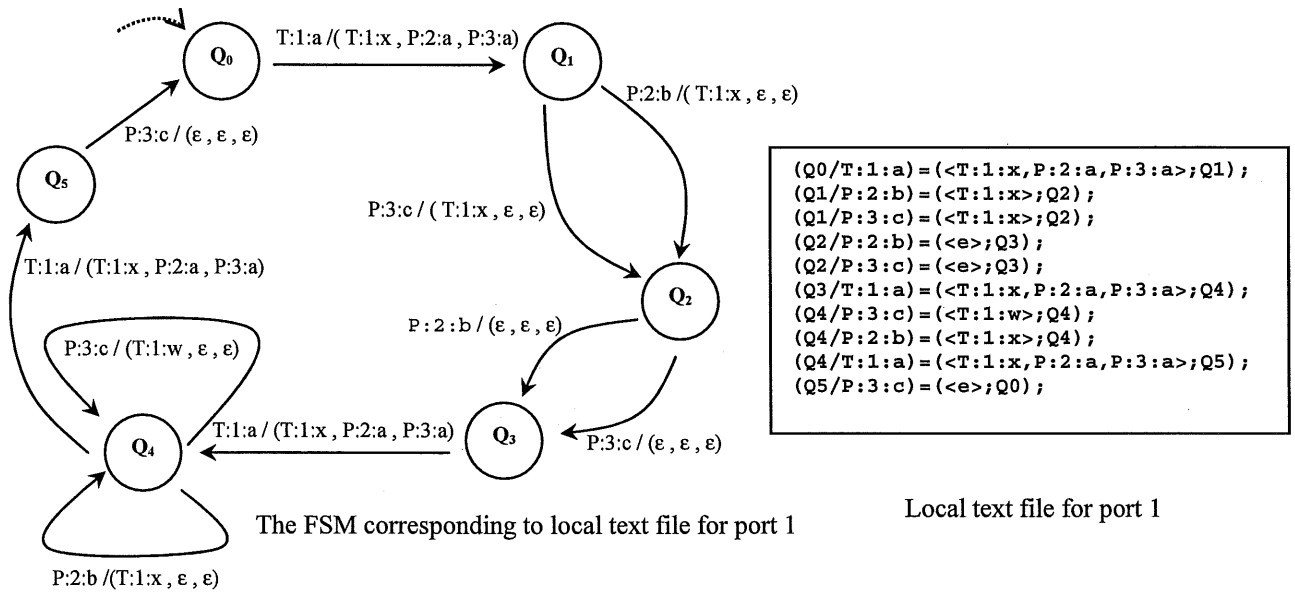 Q0
T:1:a /( T:1:x , P:2:a , P:3:a)
Q1
P:2:b /( T:1:x , ε , ε)
P:3:c / (ε , ε , ε)
Q5
P:3:c / ( T:1:x , ε , ε)
T:1:a / (T:1:x , P:2:a , P:3:a)
Q2
P:2:b / (ε , ε , ε)
P:3:c / (T:1:w , ε , ε)
Q4
T:1:a / (T:1:x , P:2:a , P:3:a)
Q3
P:3:c / (ε , ε , ε)
P:2:b /(T:1:x , ε , ε)
The FSM corresponding to local text file for port 1
(Q0/T:1:a)=(<T:1:x,P:2:a,P:3:a>;Q1);
(Q1/P:2:b)=(<T:1:x>;Q2);
(Q1/P:3:c)=(<T:1:x>;Q2);
(Q2/P:2:b)=(<e>;Q3);
(Q2/P:3:c)=(<e>;Q3);
(Q3/T:1:a)=(<T:1:x,P:2:a,P:3:a>;Q4);
(Q4/P:3:c)=(<T:1:w>;Q4);
(Q4/P:2:b)=(<T:1:x>;Q4);
(Q4/T:1:a)=(<T:1:x,P:2:a,P:3:a>;Q5);
(Q5/P:3:c)=(<e>;Q0);
Local text file for port 1